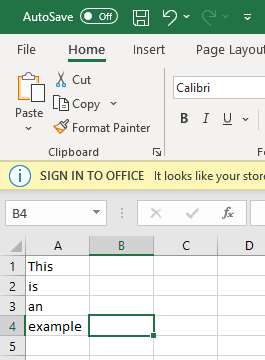 AutoSave Off
File Home Insert Page Layou
Cut
Copy
Paste
Format Painter
Calibri
B I U
Clipboard
SIGN IN TO OFFICE It looks like your store
B4 fx
A B C D
1 This
2 is
3 an
4 example
5